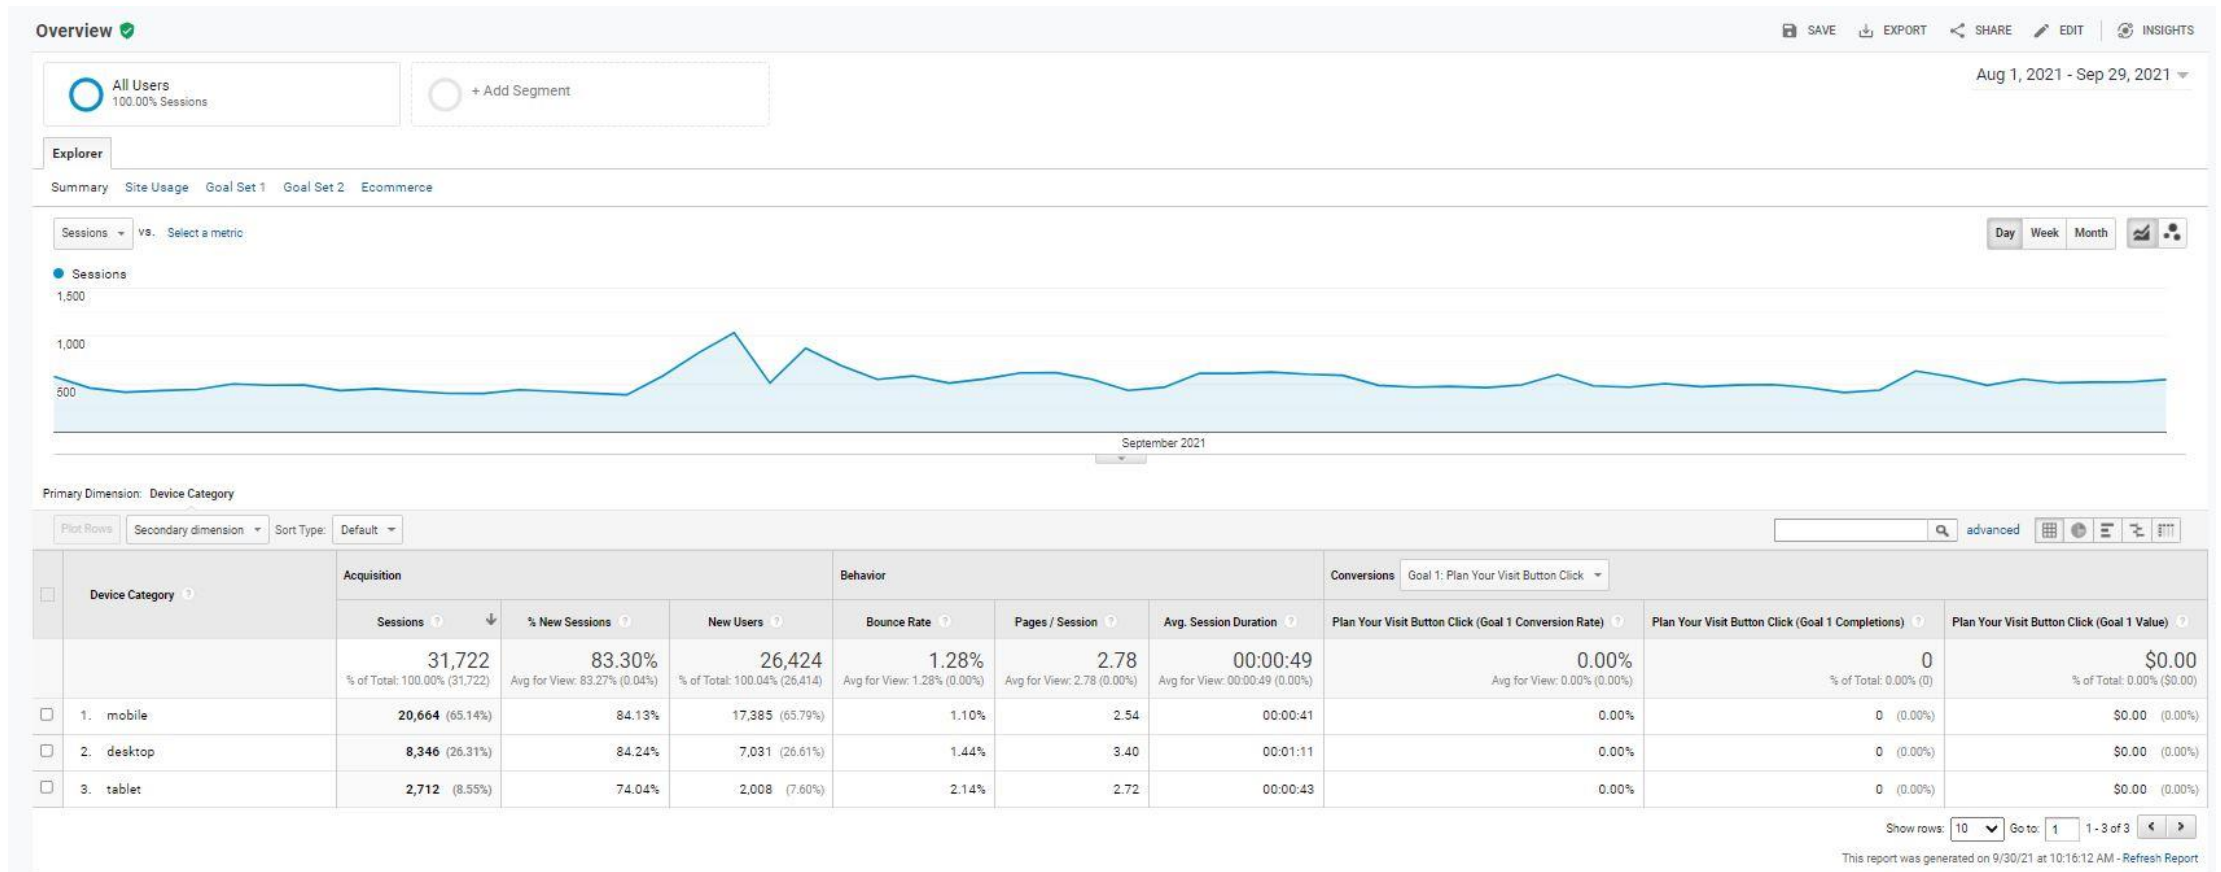 Overview
SAVE EXPORT SHARE EDIT INSIGHTS
All Users
100.00% Sessions
+ Add Segment
Aug 1, 2021 - Sep 29, 2021
Explorer
Summary Site Usage Goal Set 1 Goal Set 2 Ecommerce
Sessions vs. Select a metric
Day Week Month
Sessions
1,500
1,000
500
September 2021
Primary Dimension: Device Category
Plot Rows Secondary dimension Sort Type: Default
advanced
Acquisition Behavior Conversions Goal 1: Plan Your Visit Button Click
Device Category ?
Sessions ? % New Sessions ? New Users ? Bounce Rate ? Pages / Session ? Avg. Session Duration ? Plan Your Visit Button Click (Goal 1 Conversion Rate) ? Plan Your Visit Button Click (Goal 1 Completions) ? Plan Your Visit Button Click (Goal 1 Value) ?
31,722 83.30% 26,424 1.28% 2.78 00:00:49 0.00% 0 $0.00
% of Total: 100.00% (31,722) Avg for View: 83.27% (0.04%) % of Total: 100.04% (26,414) Avg for View: 1.28% (0.00%) Avg for View: 2.78 (0.00%) Avg for View: 00:00:49 (0.00%) Avg for View: 0.00% (0.00%) % of Total: 0.00% (0) % of Total: 0.00% ($0.00)
1. mobile 20,664 (65.14%) 84.13% 17,385 (65.79%) 1.10% 2.54 00:00:41 0.00% 0 (0.00%) $0.00 (0.00%)
2. desktop 8,346 (26.31%) 84.24% 7,031 (26.61%) 1.44% 3.40 00:01:11 0.00% 0 (0.00%) $0.00 (0.00%)
3. tablet 2,712 (8.55%) 74.04% 2,008 (7.60%) 2.14% 2.72 00:00:43 0.00% 0 (0.00%) $0.00 (0.00%)
Show rows: 10 Go to: 1 1 - 3 of 3
This report was generated on 9/30/21 at 10:16:12 AM - Refresh Report